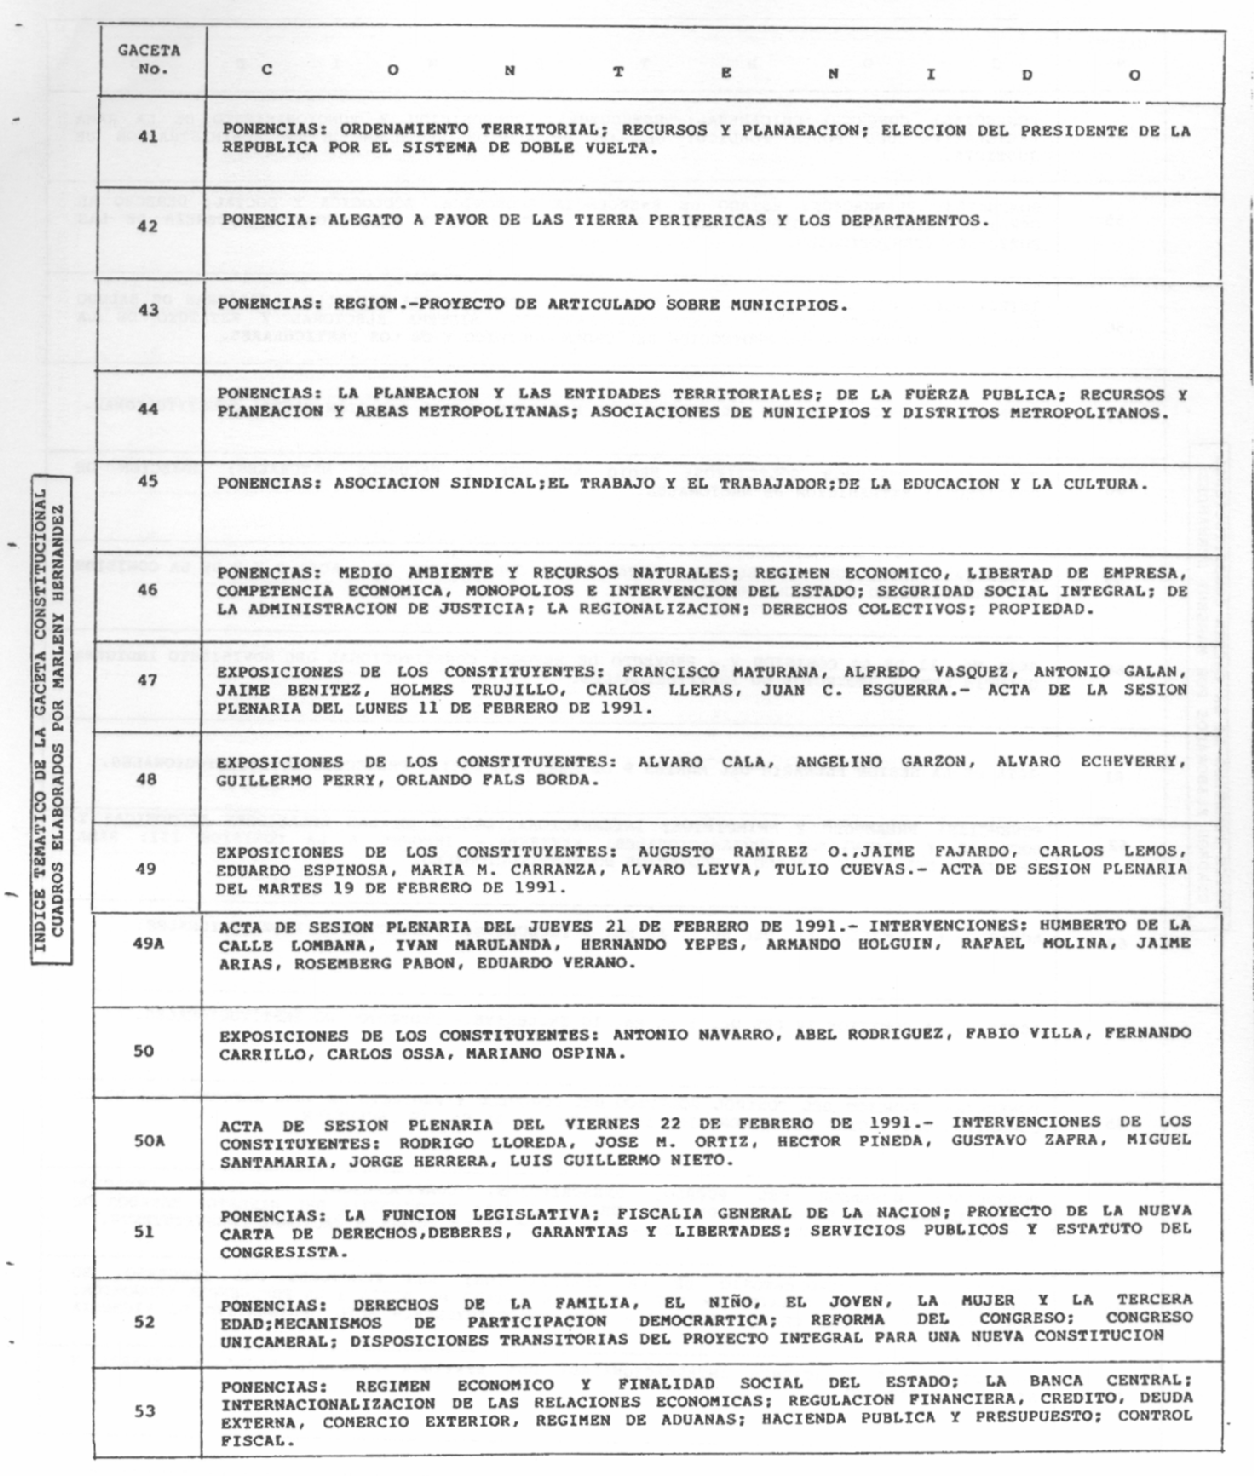 GACETA
No.
C O N T E N I D O
41
PONENCIAS: ORDENAMIENTO TERRITORIAL; RECURSOS Y PLANAEACION; ELECCION DEL PRESIDENTE DE LA
REPUBLICA POR EL SISTEMA DE DOBLE VUELTA.
42
PONENCIA: ALEGATO A FAVOR DE LAS TIERRA PERIFERICAS Y LOS DEPARTAMENTOS.
43
PONENCIAS: REGION.-PROYECTO DE ARTICULADO SOBRE MUNICIPIOS.
44
PONENCIAS: LA PLANEACION Y LAS ENTIDADES TERRITORIALES; DE LA FUERZA PUBLICA; RECURSOS Y
PLANEACION Y AREAS METROPOLITANAS; ASOCIACIONES DE MUNICIPIOS Y DISTRITOS METROPOLITANOS.
45
PONENCIAS: ASOCIACION SINDICAL;EL TRABAJO Y EL TRABAJADOR;DE LA EDUCACION Y LA CULTURA.
46
PONENCIAS: MEDIO AMBIENTE Y RECURSOS NATURALES; REGIMEN ECONOMICO, LIBERTAD DE EMPRESA,
COMPETENCIA ECONOMICA, MONOPOLIOS E INTERVENCION DEL ESTADO; SEGURIDAD SOCIAL INTEGRAL; DE
LA ADMINISTRACION DE JUSTICIA; LA REGIONALIZACION; DERECHOS COLECTIVOS; PROPIEDAD.
47
EXPOSICIONES DE LOS CONSTITUYENTES: FRANCISCO MATURANA, ALFREDO VASQUEZ, ANTONIO GALAN,
JAIME BENITEZ, HOLMES TRUJILLO, CARLOS LLERAS, JUAN C. ESGUERRA.- ACTA DE LA SESION
PLENARIA DEL LUNES 11 DE FEBRERO DE 1991.
48
EXPOSICIONES DE LOS CONSTITUYENTES: ALVARO CALA, ANGELINO GARZON, ALVARO ECHEVERRY,
GUILLERMO PERRY, ORLANDO FALS BORDA.
49
EXPOSICIONES DE LOS CONSTITUYENTES: AUGUSTO RAMIREZ O.,JAIME FAJARDO, CARLOS LEMOS,
EDUARDO ESPINOSA, MARIA M. CARRANZA, ALVARO LEYVA, TULIO CUEVAS.- ACTA DE SESION PLENARIA
DEL MARTES 19 DE FEBRERO DE 1991.
49A
ACTA DE SESION PLENARIA DEL JUEVES 21 DE FEBRERO DE 1991.- INTERVENCIONES: HUMBERTO DE LA
CALLE LOMBANA, IVAN MARULANDA, HERNANDO YEPES, ARMANDO HOLGUIN, RAFAEL MOLINA, JAIME
ARIAS, ROSEMBERG PABON, EDUARDO VERANO.
50
EXPOSICIONES DE LOS CONSTITUYENTES: ANTONIO NAVARRO, ABEL RODRIGUEZ, FABIO VILLA, FERNANDO
CARRILLO, CARLOS OSSA, MARIANO OSPINA.
50A
ACTA DE SESION PLENARIA DEL VIERNES 22 DE FEBRERO DE 1991.- INTERVENCIONES DE LOS
CONSTITUYENTES: RODRIGO LLOREDA, JOSE M. ORTIZ, HECTOR PINEDA, GUSTAVO ZAFRA, MIGUEL
SANTAMARIA, JORGE HERRERA, LUIS GUILLERMO NIETO.
51
PONENCIAS: LA FUNCION LEGISLATIVA; FISCALIA GENERAL DE LA NACION; PROYECTO DE LA NUEVA
CARTA DE DERECHOS,DEBERES, GARANTIAS Y LIBERTADES; SERVICIOS PUBLICOS Y ESTATUTO DEL
CONGRESISTA.
52
PONENCIAS: DERECHOS DE LA FAMILIA, EL NIÑO, EL JOVEN, LA MUJER Y LA TERCERA
EDAD;MECANISMOS DE PARTICIPACION DEMOCRARTICA; REFORMA DEL CONGRESO; CONGRESO
UNICAMERAL; DISPOSICIONES TRANSITORIAS DEL PROYECTO INTEGRAL PARA UNA NUEVA CONSTITUCION
53
PONENCIAS: REGIMEN ECONOMICO Y FINALIDAD SOCIAL DEL ESTADO; LA BANCA CENTRAL;
INTERNACIONALIZACION DE LAS RELACIONES ECONOMICAS; REGULACION FINANCIERA, CREDITO, DEUDA
EXTERNA, COMERCIO EXTERIOR, REGIMEN DE ADUANAS; HACIENDA PUBLICA Y PRESUPUESTO; CONTROL
FISCAL.
INDICE TEMATICO DE LA GACETA CONSTITUCIONAL
CUADROS ELABORADOS POR MARLENY HERNANDEZ